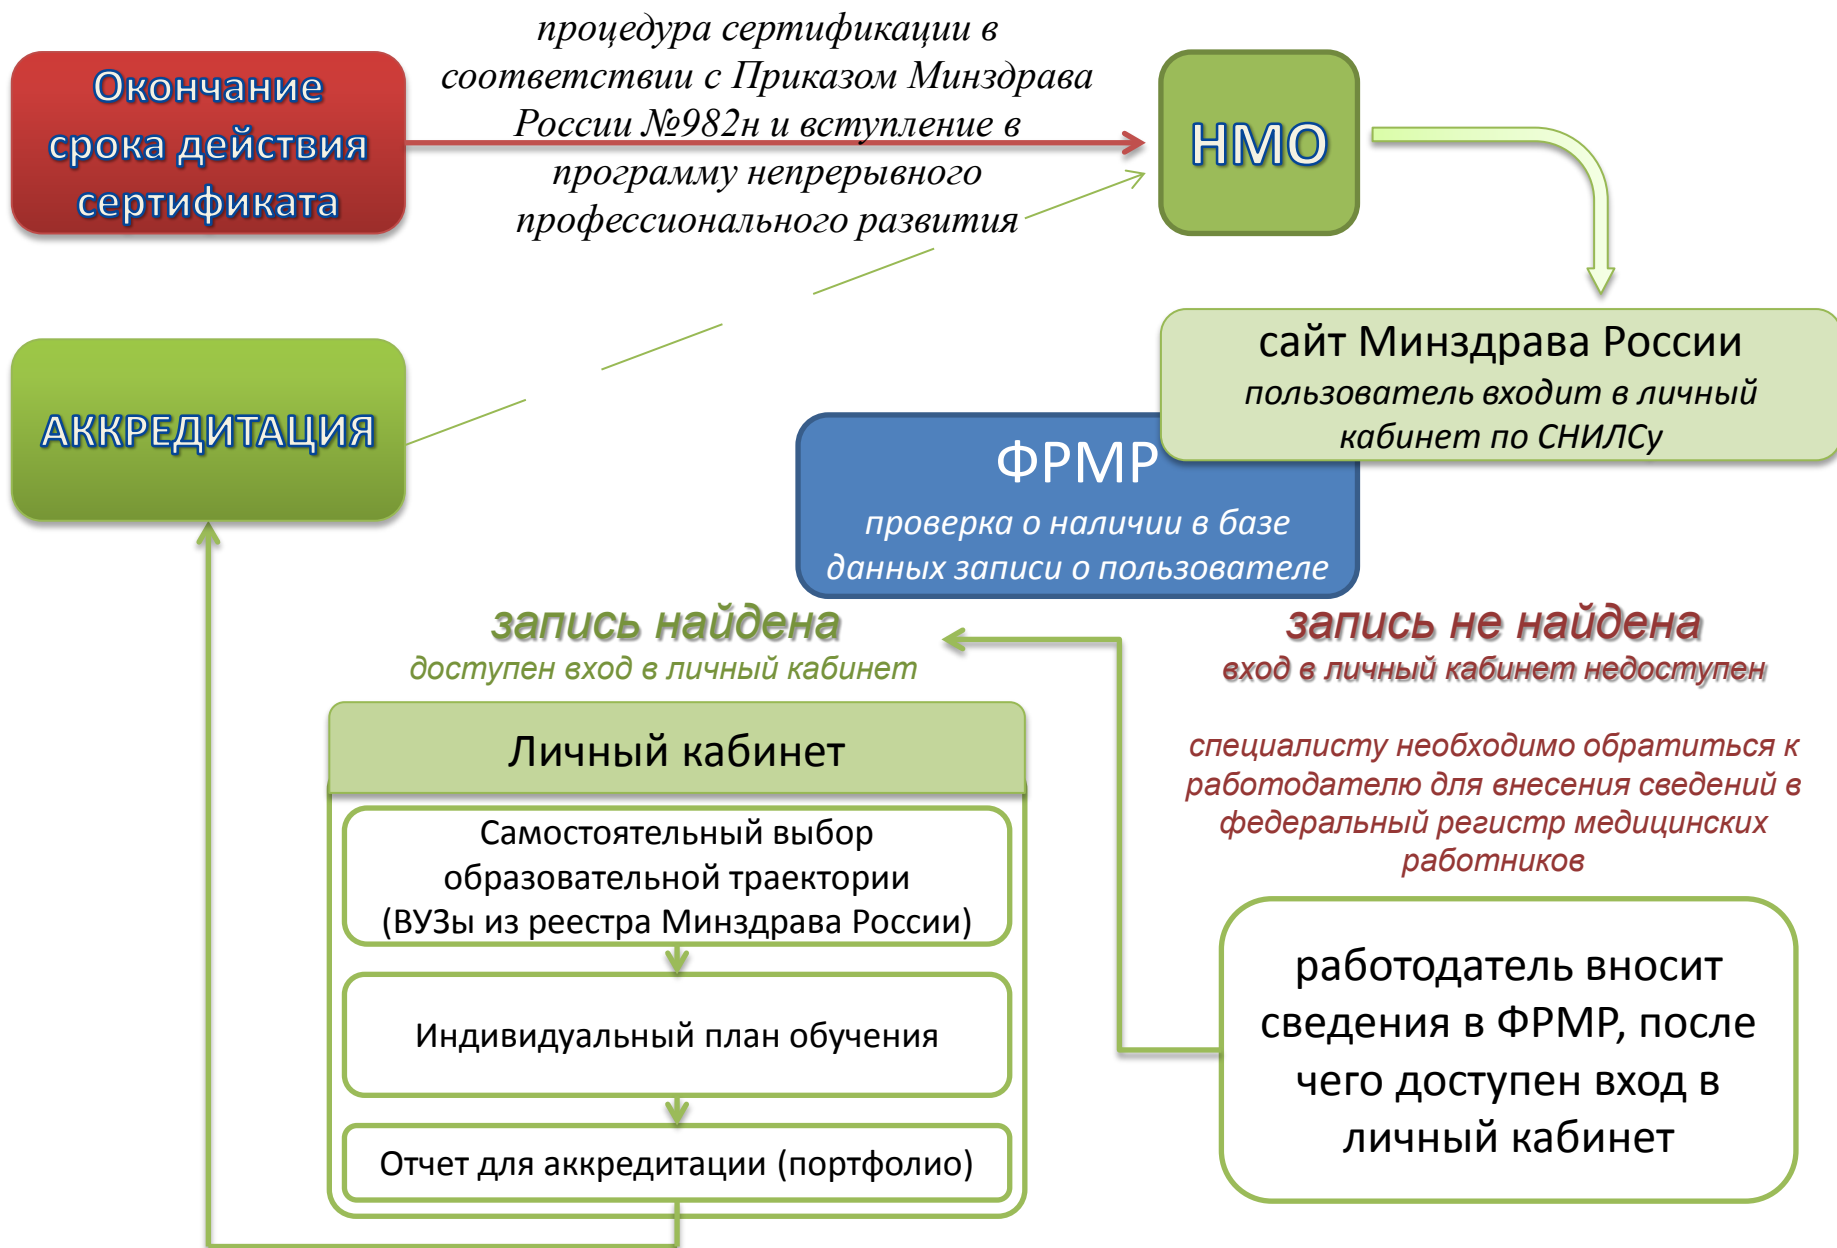 процедура сертификации в
соответствии с Приказом Минздрава
России №982н и вступление в
программу непрерывного
профессионального развития
Окончание
срока действия
сертификата
НМО
сайт Минздрава России
пользователь входит в личный
кабинет по СНИЛСу
АККРЕДИТАЦИЯ
ФРМР
проверка о наличии в базе
данных записи о пользователе
запись найдена
доступен вход в личный кабинет
запись не найдена
вход в личный кабинет недоступен
специалисту необходимо обратиться к
работодателю для внесения сведений в
федеральный регистр медицинских
работников
Личный кабинет
Самостоятельный выбор
образовательной траектории
(ВУЗы из реестра Минздрава России)
Индивидуальный план обучения
Отчет для аккредитации (портфолио)
работодатель вносит
сведения в ФРМР, после
чего доступен вход в
личный кабинет